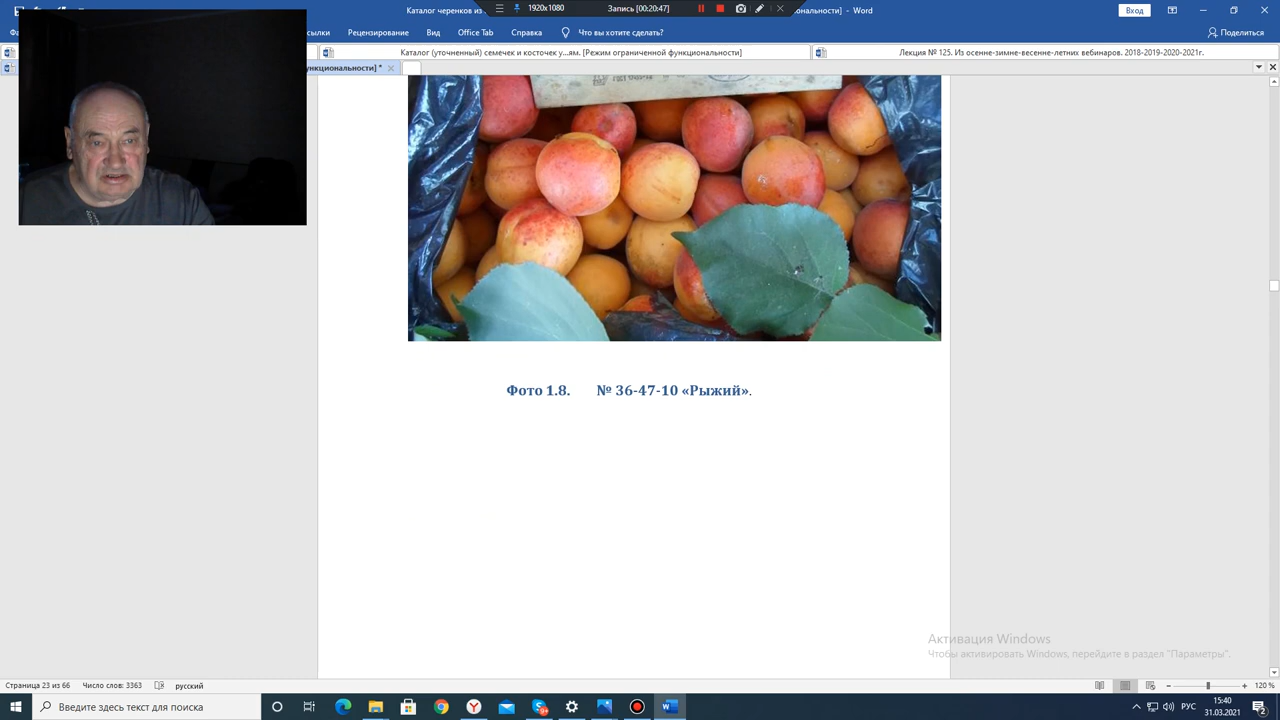 Каталог черенков из
1920x1080
Запись [00:20:47]
ональности] - Word
Вход
сылки
Рецензирование
Вид
Office Tab
Справка
Что вы хотите сделать?
Поделиться
Каталог (уточненный) семечек и косточек у...ям. [Режим ограниченной функциональности]
Лекция № 125. Из осенне-зимне-весенне-летних вебинаров. 2018-2019-2020-2021г.
ункциональности] *
Фото 1.8. № 36-47-10 «Рыжий».
Активация Windows
Чтобы активировать Windows, перейдите в раздел "Параметры".
Страница 23 из 66
Число слов: 3363
русский
120 %
Введите здесь текст для поиска
РУС
15:40
31.03.2021
2